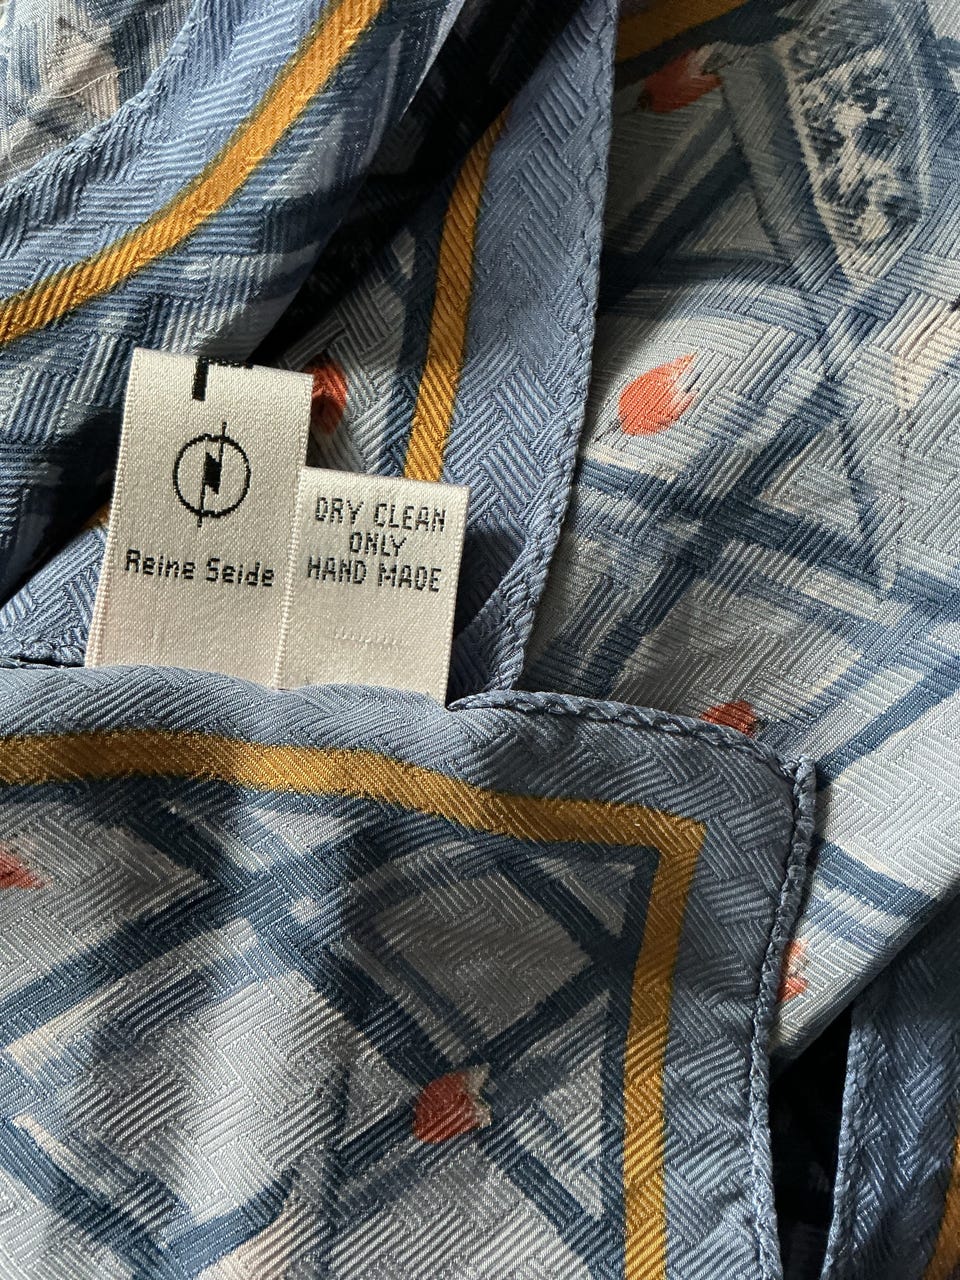 Reine Seide
DRY CLEAN
ONLY
HAND MADE